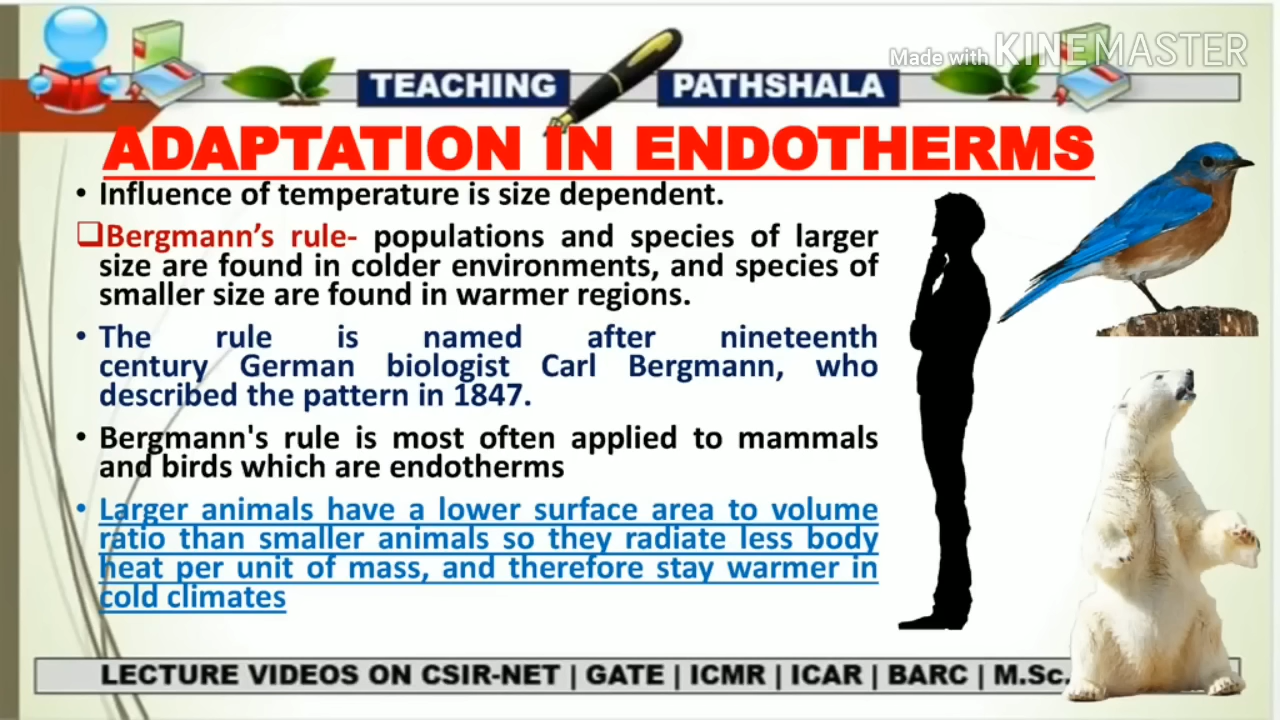 Made with KINEMASTER
TEACHING PATHSHALA
ADAPTATION IN ENDOTHERMS
• Influence of temperature is size dependent.
❑Bergmann’s rule- populations and species of larger
size are found in colder environments, and species of
smaller size are found in warmer regions.
• The rule is named after nineteenth
century German biologist Carl Bergmann, who
described the pattern in 1847.
• Bergmann's rule is most often applied to mammals
and birds which are endotherms
• Larger animals have a lower surface area to volume
ratio than smaller animals so they radiate less body
heat per unit of mass, and therefore stay warmer in
cold climates
LECTURE VIDEOS ON CSIR-NET | GATE | ICMR | ICAR | BARC | M.Sc.